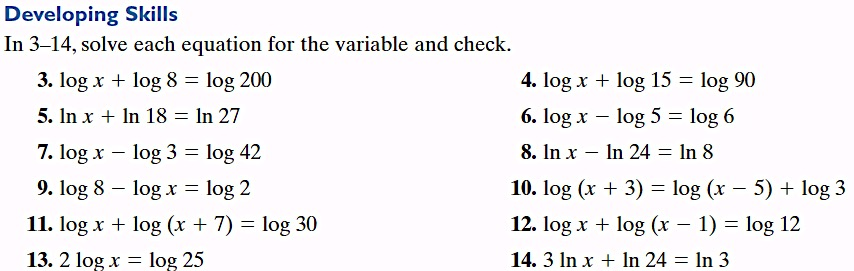 Developing Skills
In 3–14, solve each equation for the variable and check.
3. log x + log 8 = log 200
4. log x + log 15 = log 90
5. ln x + ln 18 = ln 27
6. log x − log 5 = log 6
7. log x − log 3 = log 42
8. ln x − ln 24 = ln 8
9. log 8 − log x = log 2
10. log (x + 3) = log (x − 5) + log 3
11. log x + log (x + 7) = log 30
12. log x + log (x − 1) = log 12
13. 2 log x = log 25
14. 3 ln x + ln 24 = ln 3